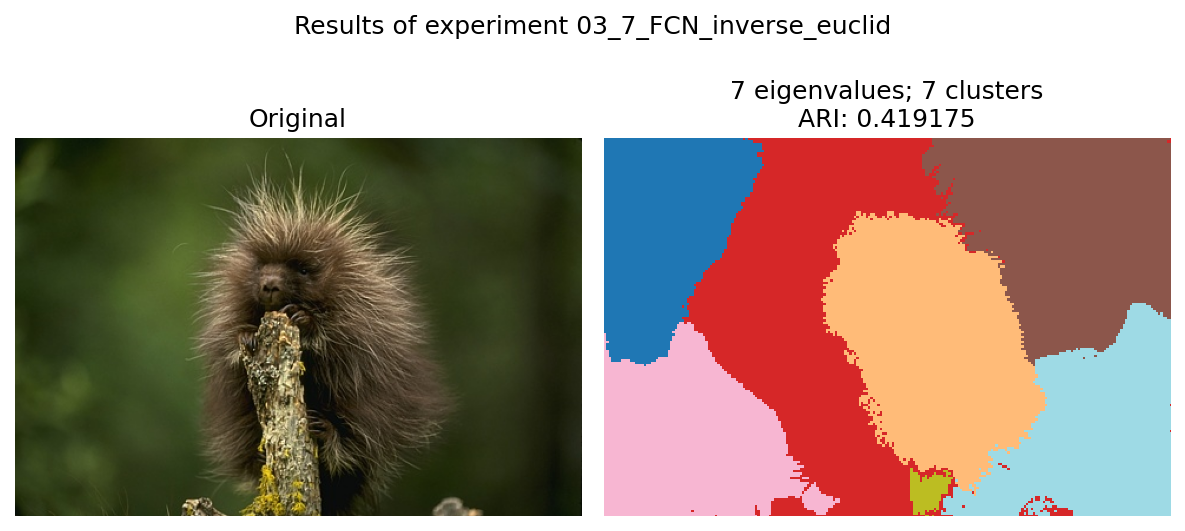 Results of experiment 03_7_FCN_inverse_euclid
Original
7 eigenvalues; 7 clusters
ARI: 0.419175